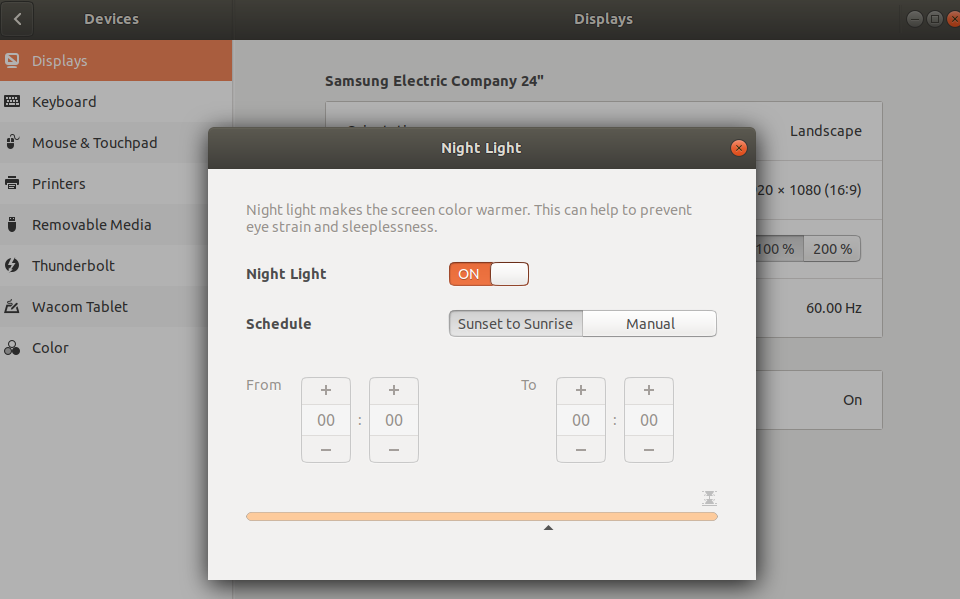 Devices
Displays
Displays
Keyboard
Mouse & Touchpad
Printers
Removable Media
Thunderbolt
Wacom Tablet
Color
Samsung Electric Company 24"
Landscape
20 × 1080 (16:9)
100 % 200 %
60.00 Hz
On
Night Light
Night light makes the screen color warmer. This can help to prevent
eye strain and sleeplessness.
Night Light ON
Schedule Sunset to Sunrise Manual
From + + To + +
00 : 00 00 : 00
− − − −